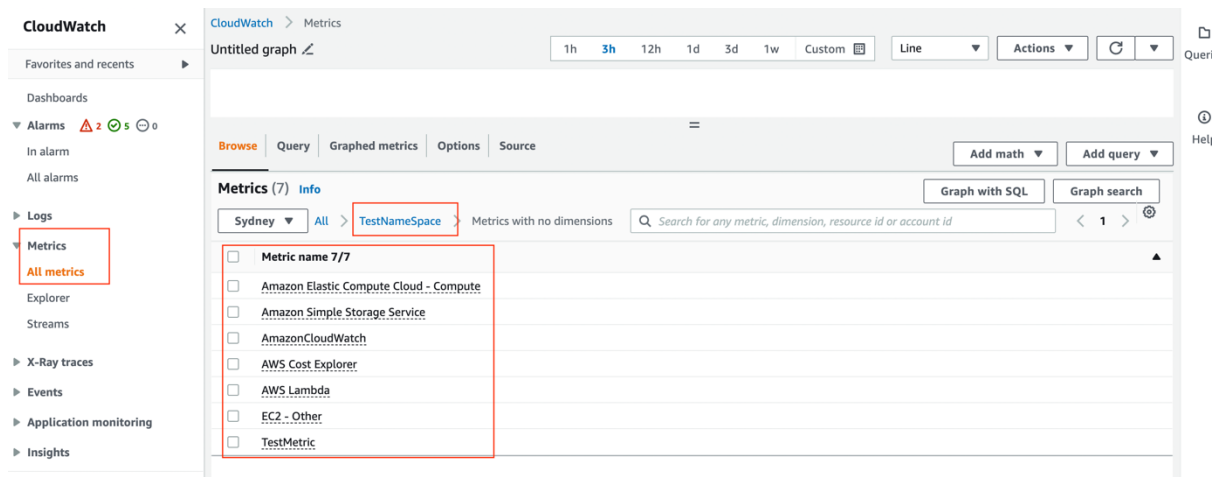 CloudWatch
Favorites and recents
Dashboards
Alarms 2 5 0
In alarm
All alarms
Logs
Metrics
All metrics
Explorer
Streams
X-Ray traces
Events
Application monitoring
Insights
CloudWatch > Metrics
Untitled graph
1h 3h 12h 1d 3d 1w Custom Line Actions
Browse Query Graphed metrics Options Source
Add math Add query
Metrics (7) Info
Graph with SQL Graph search
Sydney All > TestNameSpace > Metrics with no dimensions Search for any metric, dimension, resource id or account id < 1 >
Metric name 7/7
Amazon Elastic Compute Cloud - Compute
Amazon Simple Storage Service
AmazonCloudWatch
AWS Cost Explorer
AWS Lambda
EC2 - Other
TestMetric